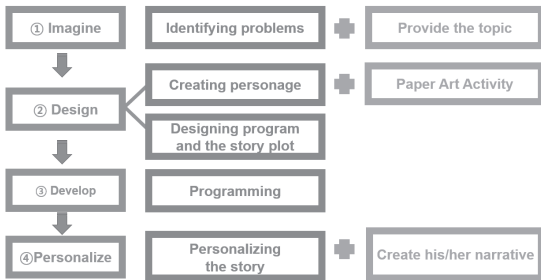 ① Imagine
Identifying problems
Provide the topic
② Design
Creating personage
Paper Art Activity
Designing program
and the story plot
③ Develop
Programming
④Personalize
Personalizing
the story
Create his/her narrative